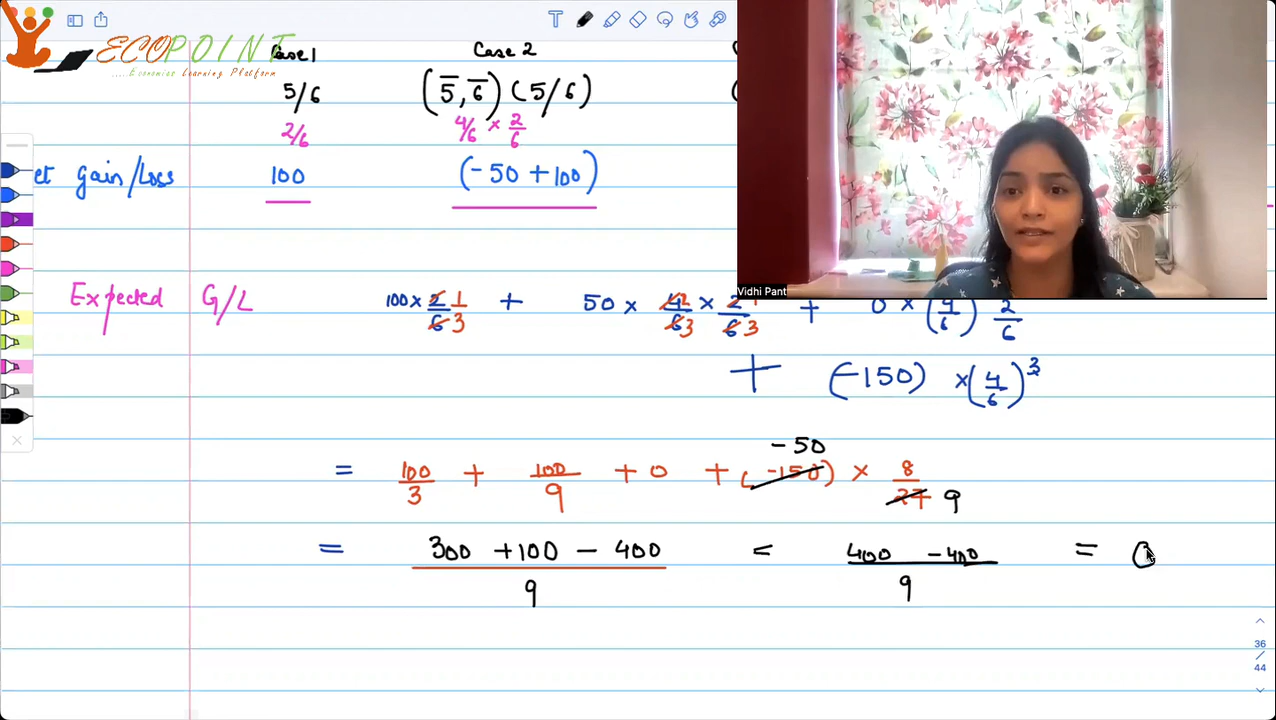 ECOPOINT
....Economics Learning Platform
Case 1 Case 2
5/6 (5̅, 6̅) (5/6)
2/6 4/6 × 2/6
et gain/Loss 100 (-50 + 100)
Vidhi Pant
Expected G/L 100 × 2/6 1/3 + 50 × 4/6 2/3 × 2/6 1/3 + 0 × (4/6) 2/6
+ (-150) × (4/6)³
-50
= 100/3 + 100/9 + 0 + (-150) × 8/27 9
= 300 + 100 - 400 / 9 = 400 - 400 / 9 = 0
36
/
44